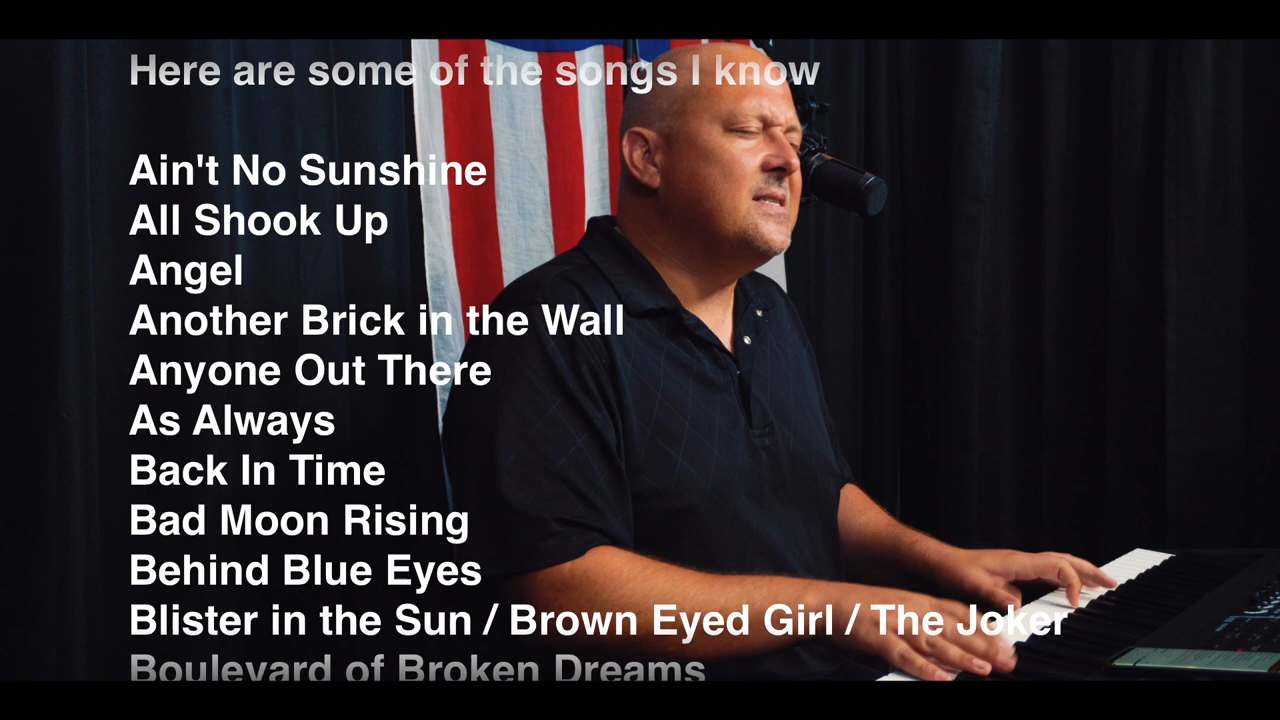 Here are some of the songs I know
Ain't No Sunshine
All Shook Up
Angel
Another Brick in the Wall
Anyone Out There
As Always
Back In Time
Bad Moon Rising
Behind Blue Eyes
Blister in the Sun / Brown Eyed Girl / The Joker
Boulevard of Broken Dreams